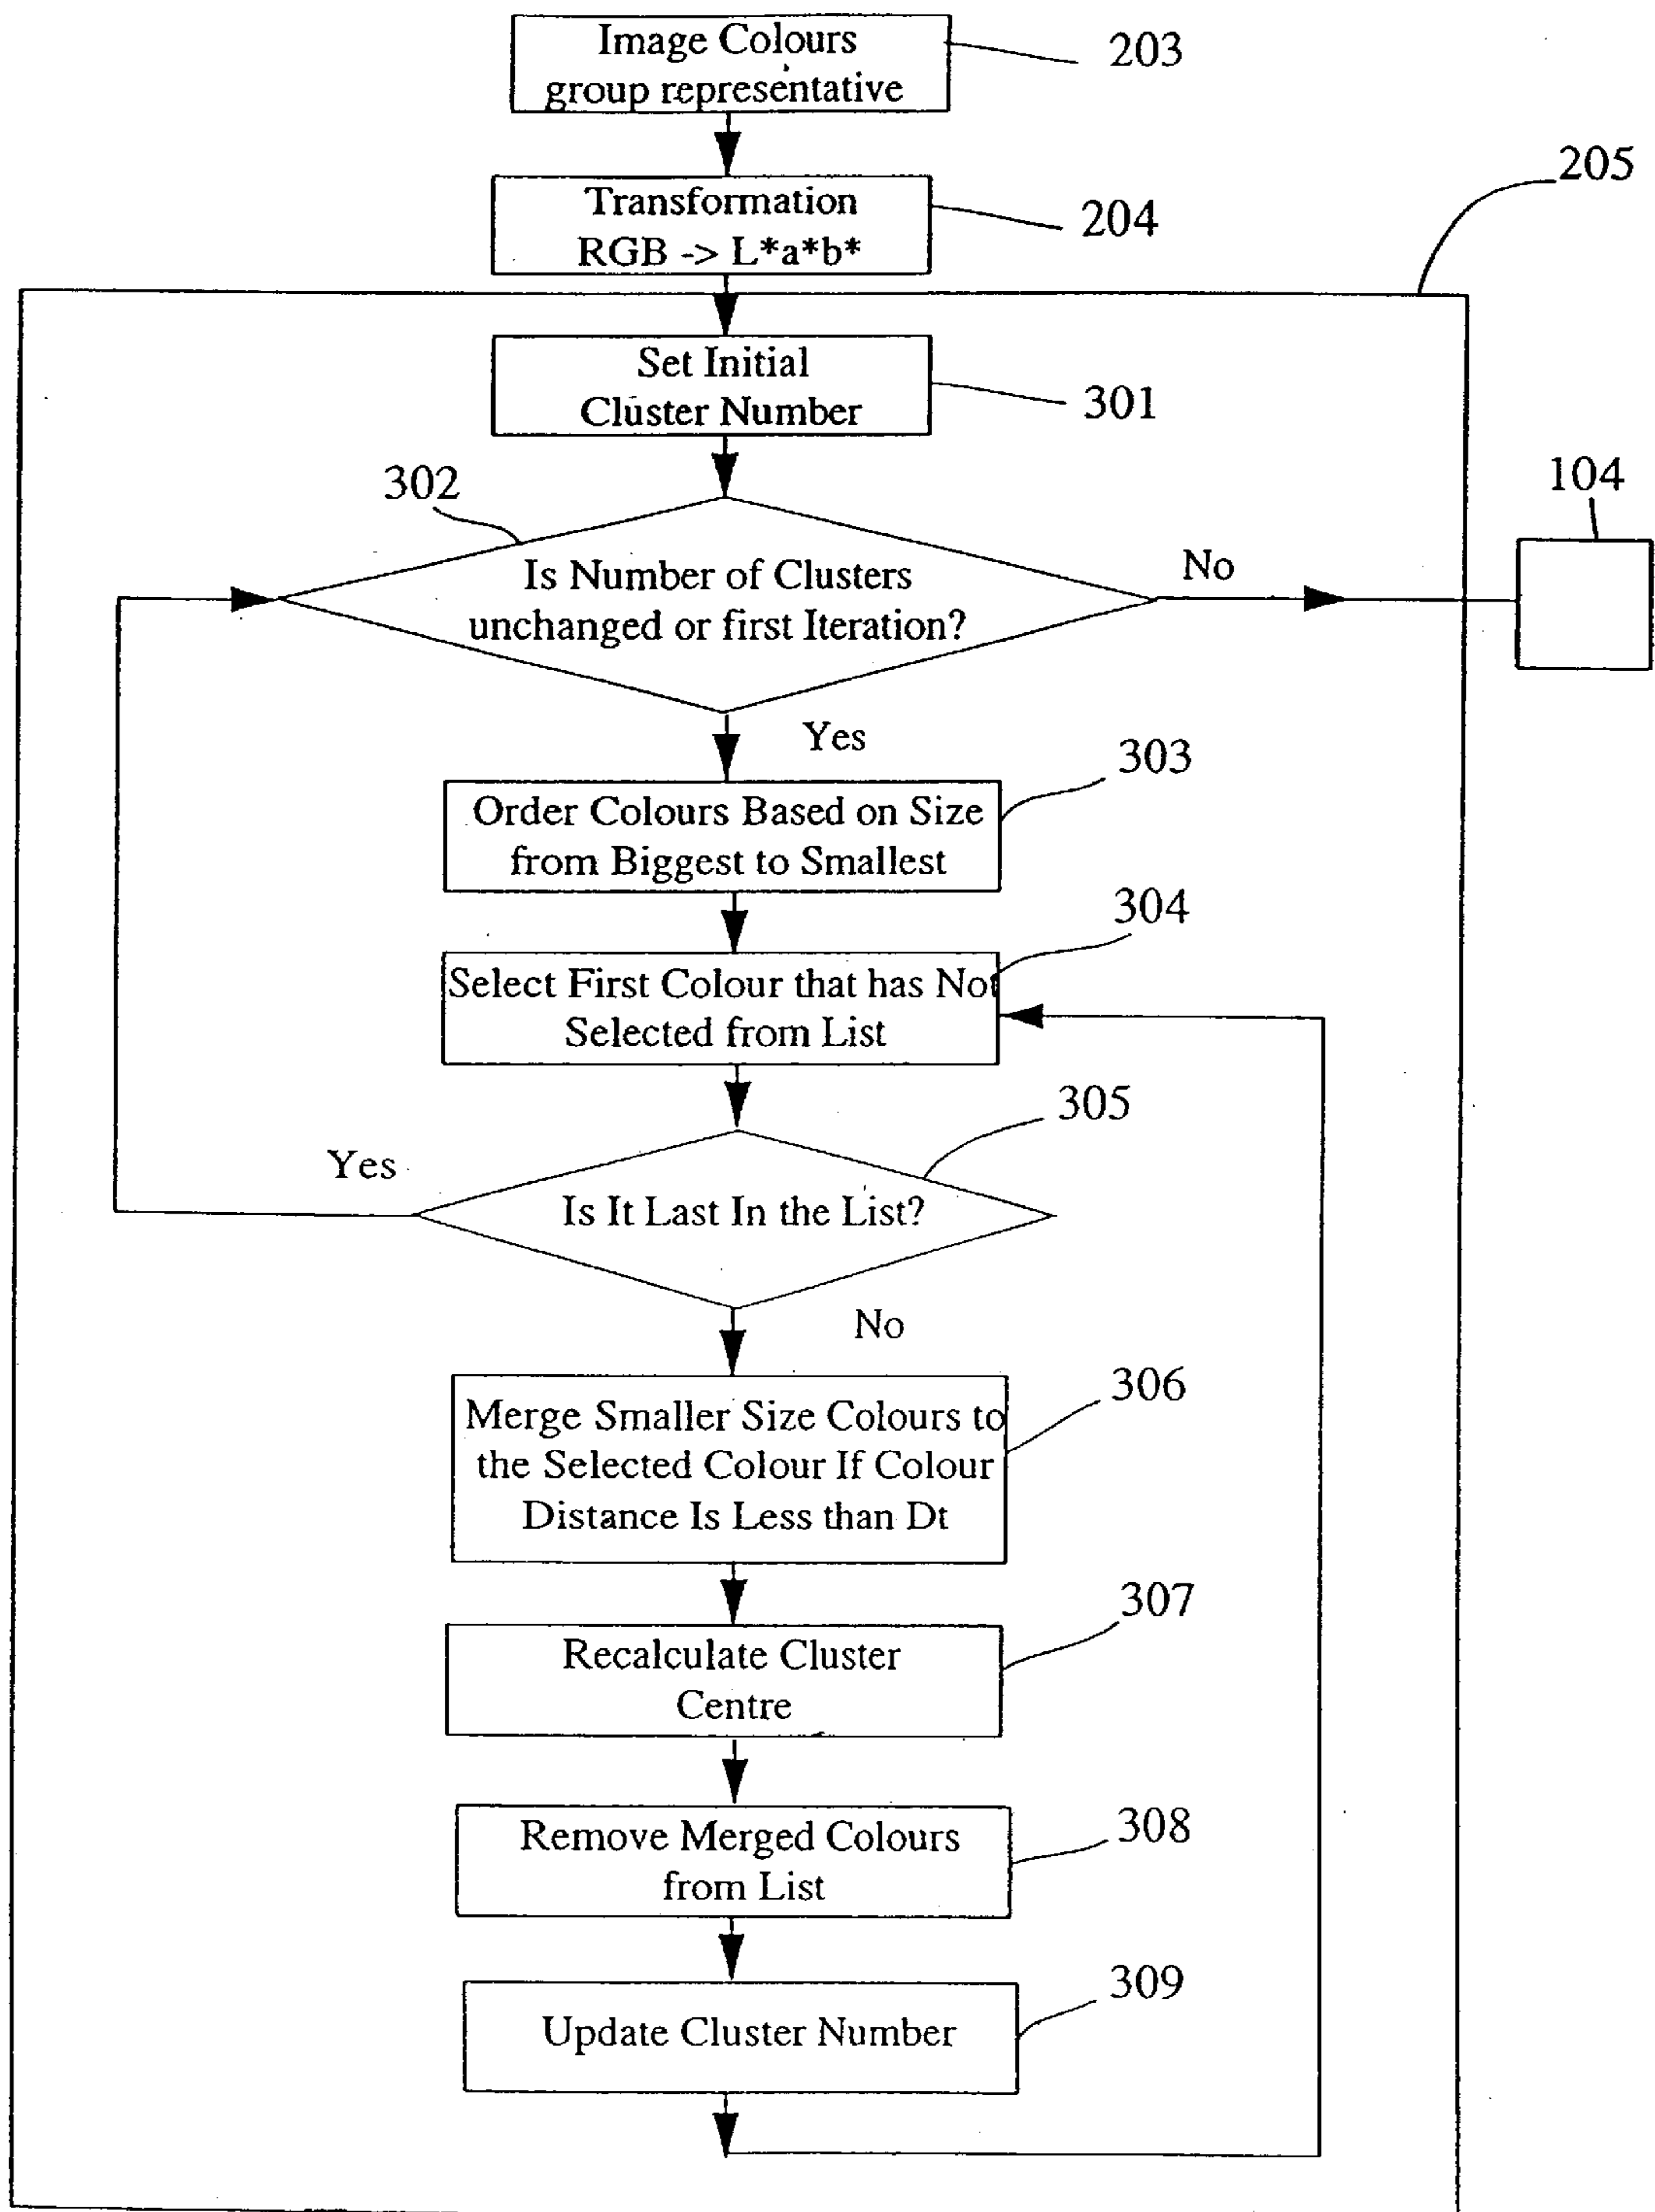 Image Colours
group representative
203
Transformation
RGB -> L*a*b*
204
205
Set Initial
Cluster Number
301
302
104
Is Number of Clusters
unchanged or first Iteration?
No
Yes
303
Order Colours Based on Size
from Biggest to Smallest
304
Select First Colour that has Not
Selected from List
305
Yes
Is It Last In the List?
No
306
Merge Smaller Size Colours to
the Selected Colour If Colour
Distance Is Less than Dt
307
Recalculate Cluster
Centre
308
Remove Merged Colours
from List
309
Update Cluster Number